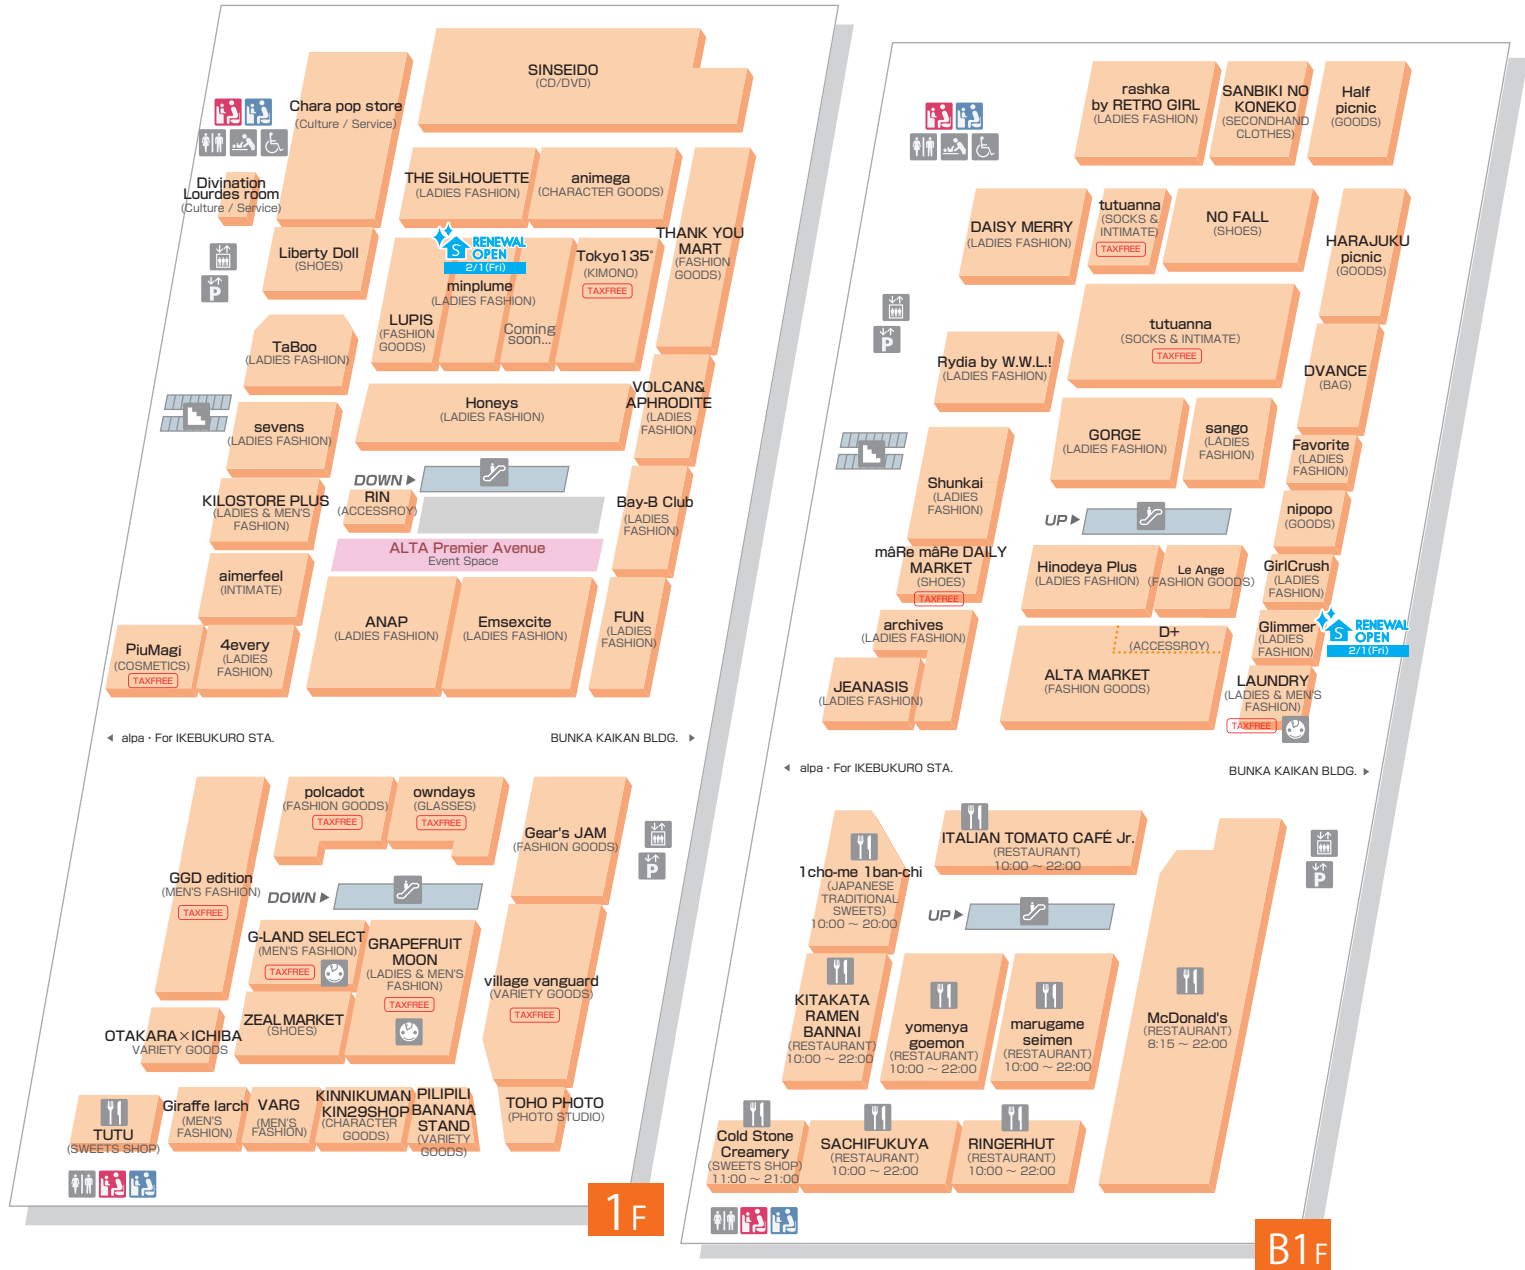 SINSEIDO
(CD/DVD)
Chara pop store
(Culture / Service)
Divination
Lourdes room
(Culture / Service)
THE SiLHOUETTE
(LADIES FASHION)
animega
(CHARACTER GOODS)
THANK YOU
MART
(FASHION
GOODS)
Liberty Doll
(SHOES)
S
RENEWAL
OPEN
2/1(Fri)
minplume
(LADIES FASHION)
Tokyo135°
(KIMONO)
TAXFREE
LUPIS
(FASHION
GOODS)
Coming
soon...
TaBoo
(LADIES FASHION)
Honeys
(LADIES FASHION)
VOLCAN&
APHRODITE
(LADIES
FASHION)
sevens
(LADIES FASHION)
DOWN
RIN
(ACCESSROY)
KILOSTORE PLUS
(LADIES & MEN'S
FASHION)
Bay-B Club
(LADIES
FASHION)
ALTA Premier Avenue
Event Space
aimerfeel
(INTIMATE)
ANAP
(LADIES FASHION)
Emsexcite
(LADIES FASHION)
FUN
(LADIES
FASHION)
PiuMagi
(COSMETICS)
TAXFREE
4every
(LADIES
FASHION)
P
alpa・For IKEBUKURO STA.
BUNKA KAIKAN BLDG.
polcadot
(FASHION GOODS)
TAXFREE
owndays
(GLASSES)
TAXFREE
Gear's JAM
(FASHION GOODS)
P
GGD edition
(MEN'S FASHION)
TAXFREE
DOWN
G-LAND SELECT
(MEN'S FASHION)
TAXFREE
GRAPEFRUIT
MOON
(LADIES & MEN'S
FASHION)
TAXFREE
village vanguard
(VARIETY GOODS)
TAXFREE
ZEAL MARKET
(SHOES)
OTAKARA×ICHIBA
VARIETY GOODS
TUTU
(SWEETS SHOP)
Giraffe larch
(MEN'S
FASHION)
VARG
(MEN'S
FASHION)
KINNIKUMAN
KIN29SHOP
(CHARACTER
GOODS)
PILIPILI
BANANA
STAND
(VARIETY
GOODS)
TOHO PHOTO
(PHOTO STUDIO)
1F
rashka
by RETRO GIRL
(LADIES FASHION)
SANBIKI NO
KONEKO
(SECONDHAND
CLOTHES)
Half
picnic
(GOODS)
DAISY MERRY
(LADIES FASHION)
tutuanna
(SOCKS &
INTIMATE)
TAXFREE
NO FALL
(SHOES)
HARAJUKU
picnic
(GOODS)
P
tutuanna
(SOCKS & INTIMATE)
TAXFREE
Rydia by W.W.L.!
(LADIES FASHION)
DVANCE
(BAG)
GORGE
(LADIES FASHION)
sango
(LADIES
FASHION)
Favorite
(LADIES
FASHION)
Shunkai
(LADIES
FASHION)
UP
nipopo
(GOODS)
mâRe mâRe DAILY
MARKET
(SHOES)
TAXFREE
Hinodeya Plus
(LADIES FASHION)
Le Ange
(FASHION GOODS)
GirlCrush
(LADIES
FASHION)
archives
(LADIES FASHION)
D+
(ACCESSROY)
Glimmer
(LADIES
FASHION)
S
RENEWAL
OPEN
2/1(Fri)
JEANASIS
(LADIES FASHION)
ALTA MARKET
(FASHION GOODS)
LAUNDRY
(LADIES & MEN'S
FASHION)
TAXFREE
alpa・For IKEBUKURO STA.
BUNKA KAIKAN BLDG.
1cho-me 1ban-chi
(JAPANESE
TRADITIONAL
SWEETS)
10:00 ～ 20:00
ITALIAN TOMATO CAFÉ Jr.
(RESTAURANT)
10:00 ～ 22:00
P
UP
KITAKATA
RAMEN
BANNAI
(RESTAURANT)
10:00 ～ 22:00
yomenya
goemon
(RESTAURANT)
10:00 ～ 22:00
marugame
seimen
(RESTAURANT)
10:00 ～ 22:00
McDonald's
(RESTAURANT)
8:15 ～ 22:00
Cold Stone
Creamery
(SWEETS SHOP)
11:00 ～ 21:00
SACHIFUKUYA
(RESTAURANT)
10:00 ～ 22:00
RINGERHUT
(RESTAURANT)
10:00 ～ 22:00
B1F